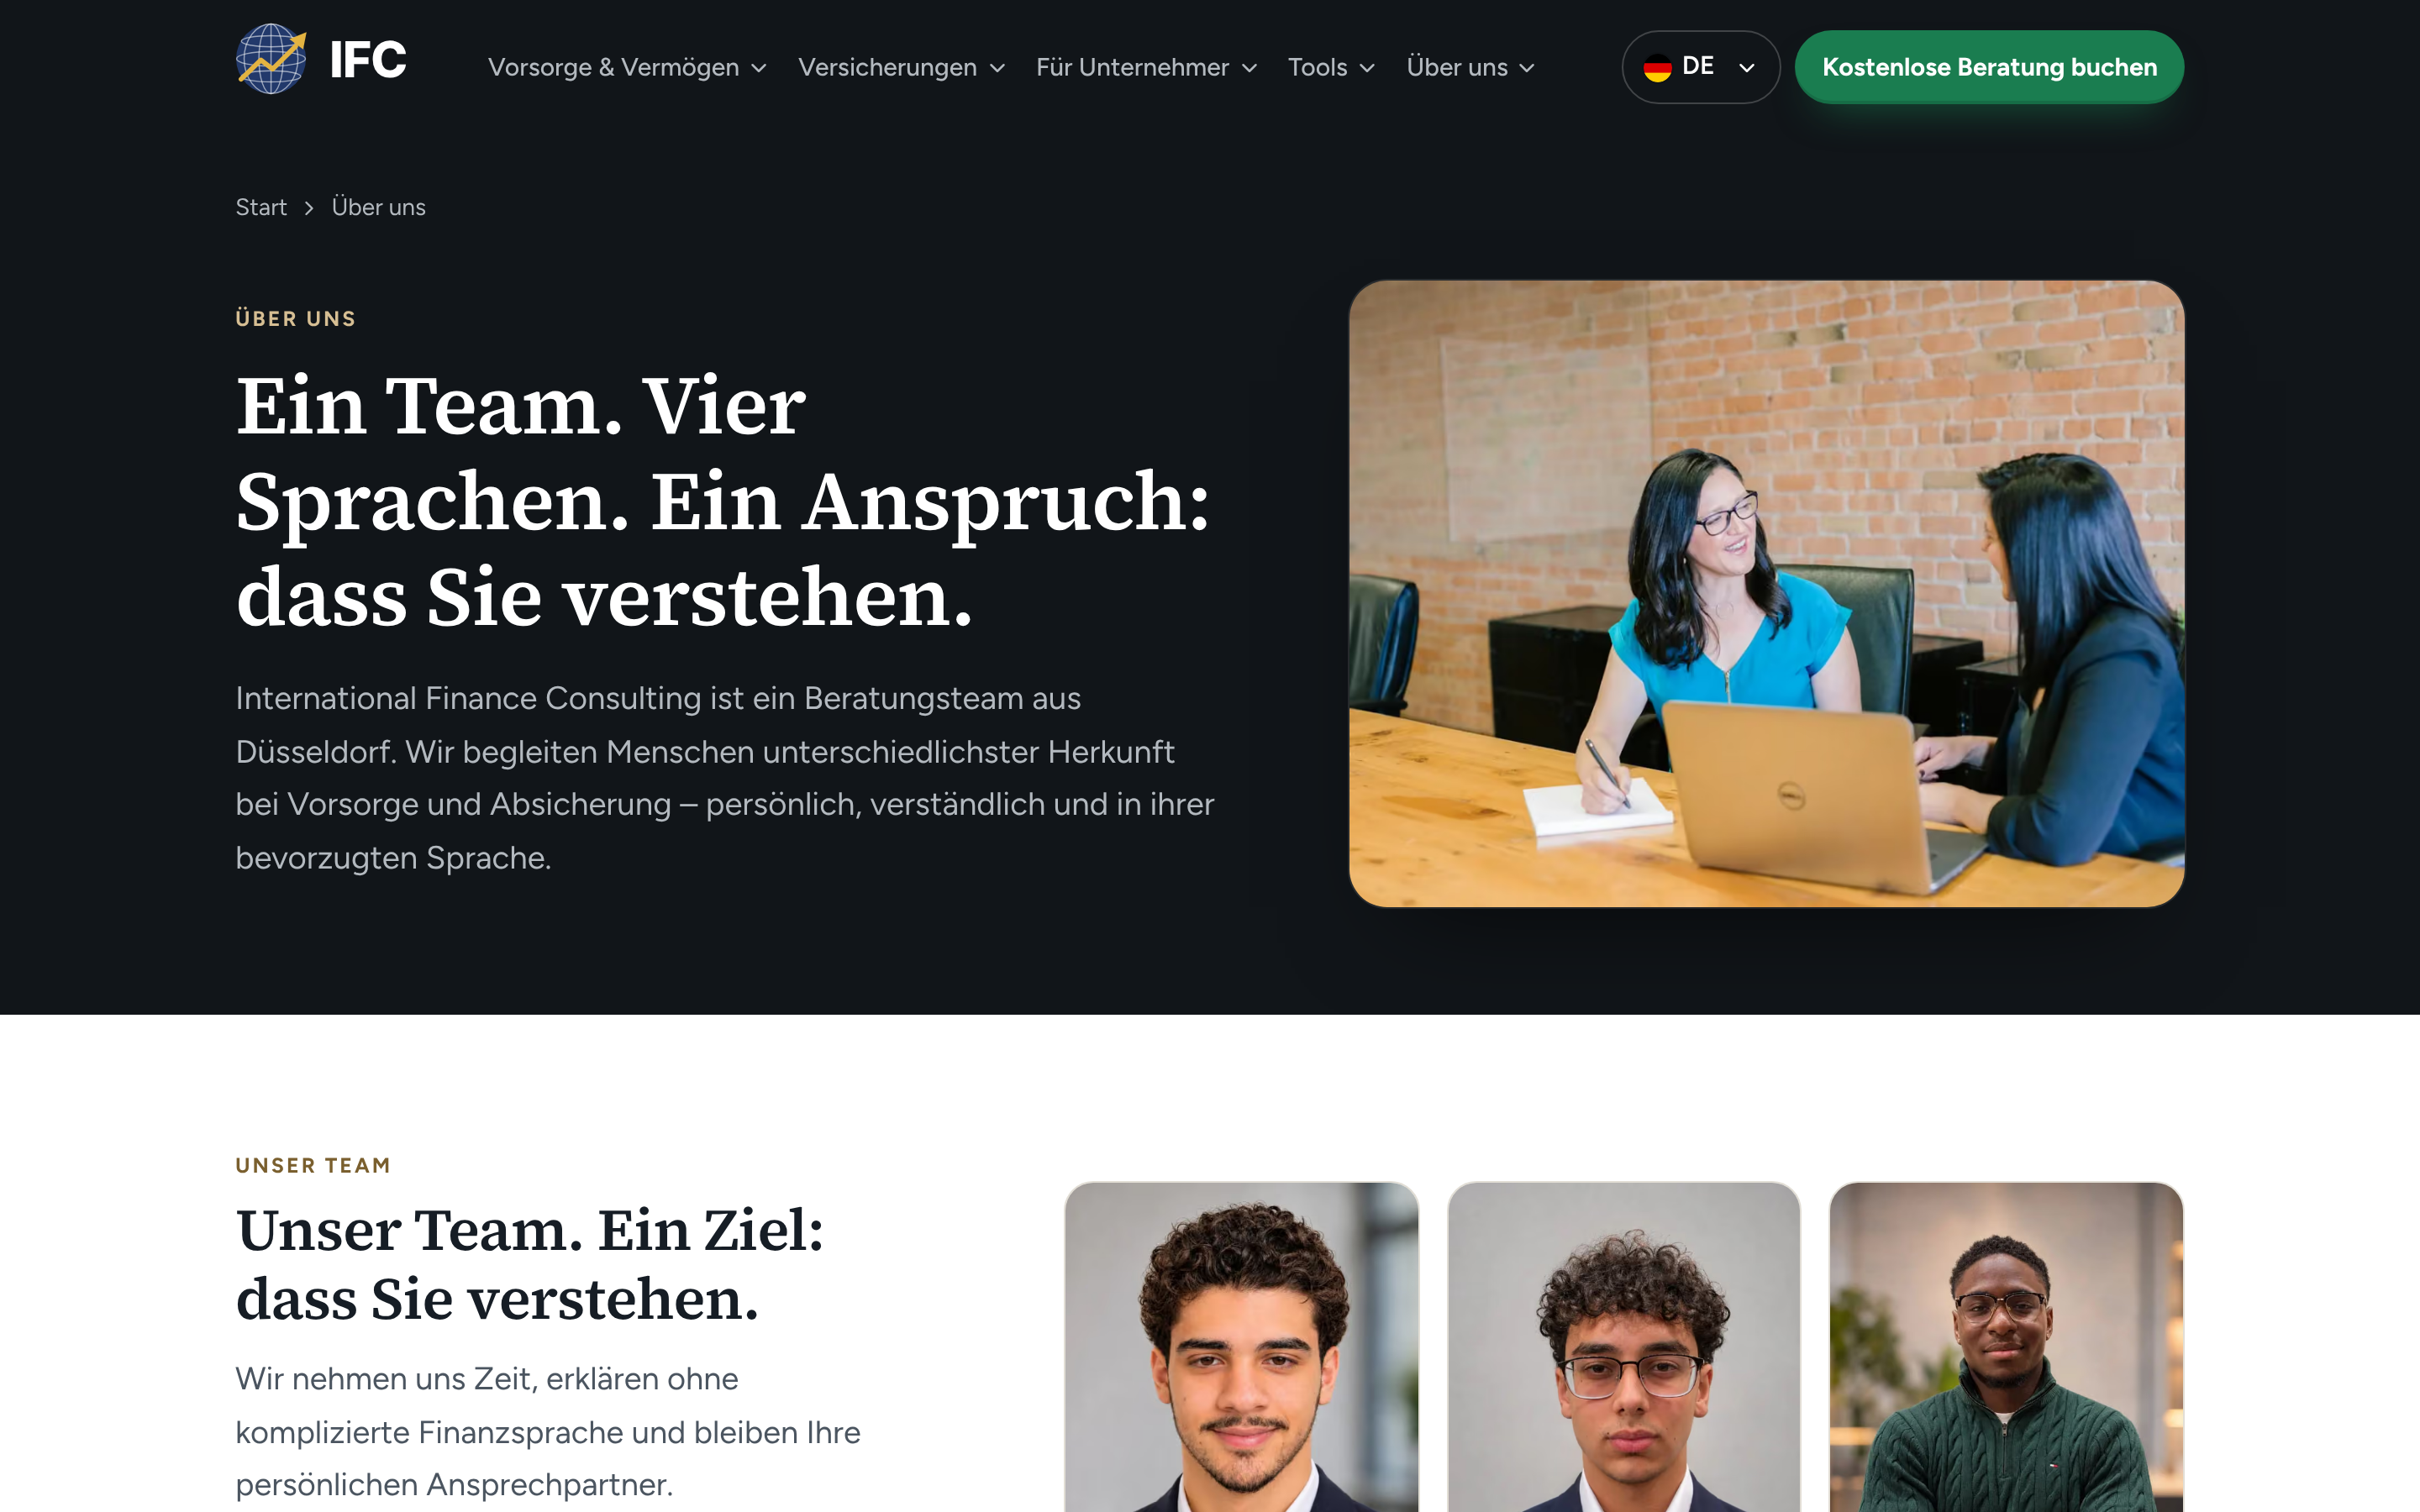 IFC
Vorsorge & Vermögen
Versicherungen
Für Unternehmer
Tools
Über uns
DE
Kostenlose Beratung buchen
Start
Über uns
ÜBER UNS
Ein Team. Vier
Sprachen. Ein Anspruch:
dass Sie verstehen.
International Finance Consulting ist ein Beratungsteam aus
Düsseldorf. Wir begleiten Menschen unterschiedlichster Herkunft
bei Vorsorge und Absicherung – persönlich, verständlich und in ihrer
bevorzugten Sprache.
DELL
UNSER TEAM
Unser Team. Ein Ziel:
dass Sie verstehen.
Wir nehmen uns Zeit, erklären ohne
komplizierte Finanzsprache und bleiben Ihre
persönlichen Ansprechpartner.